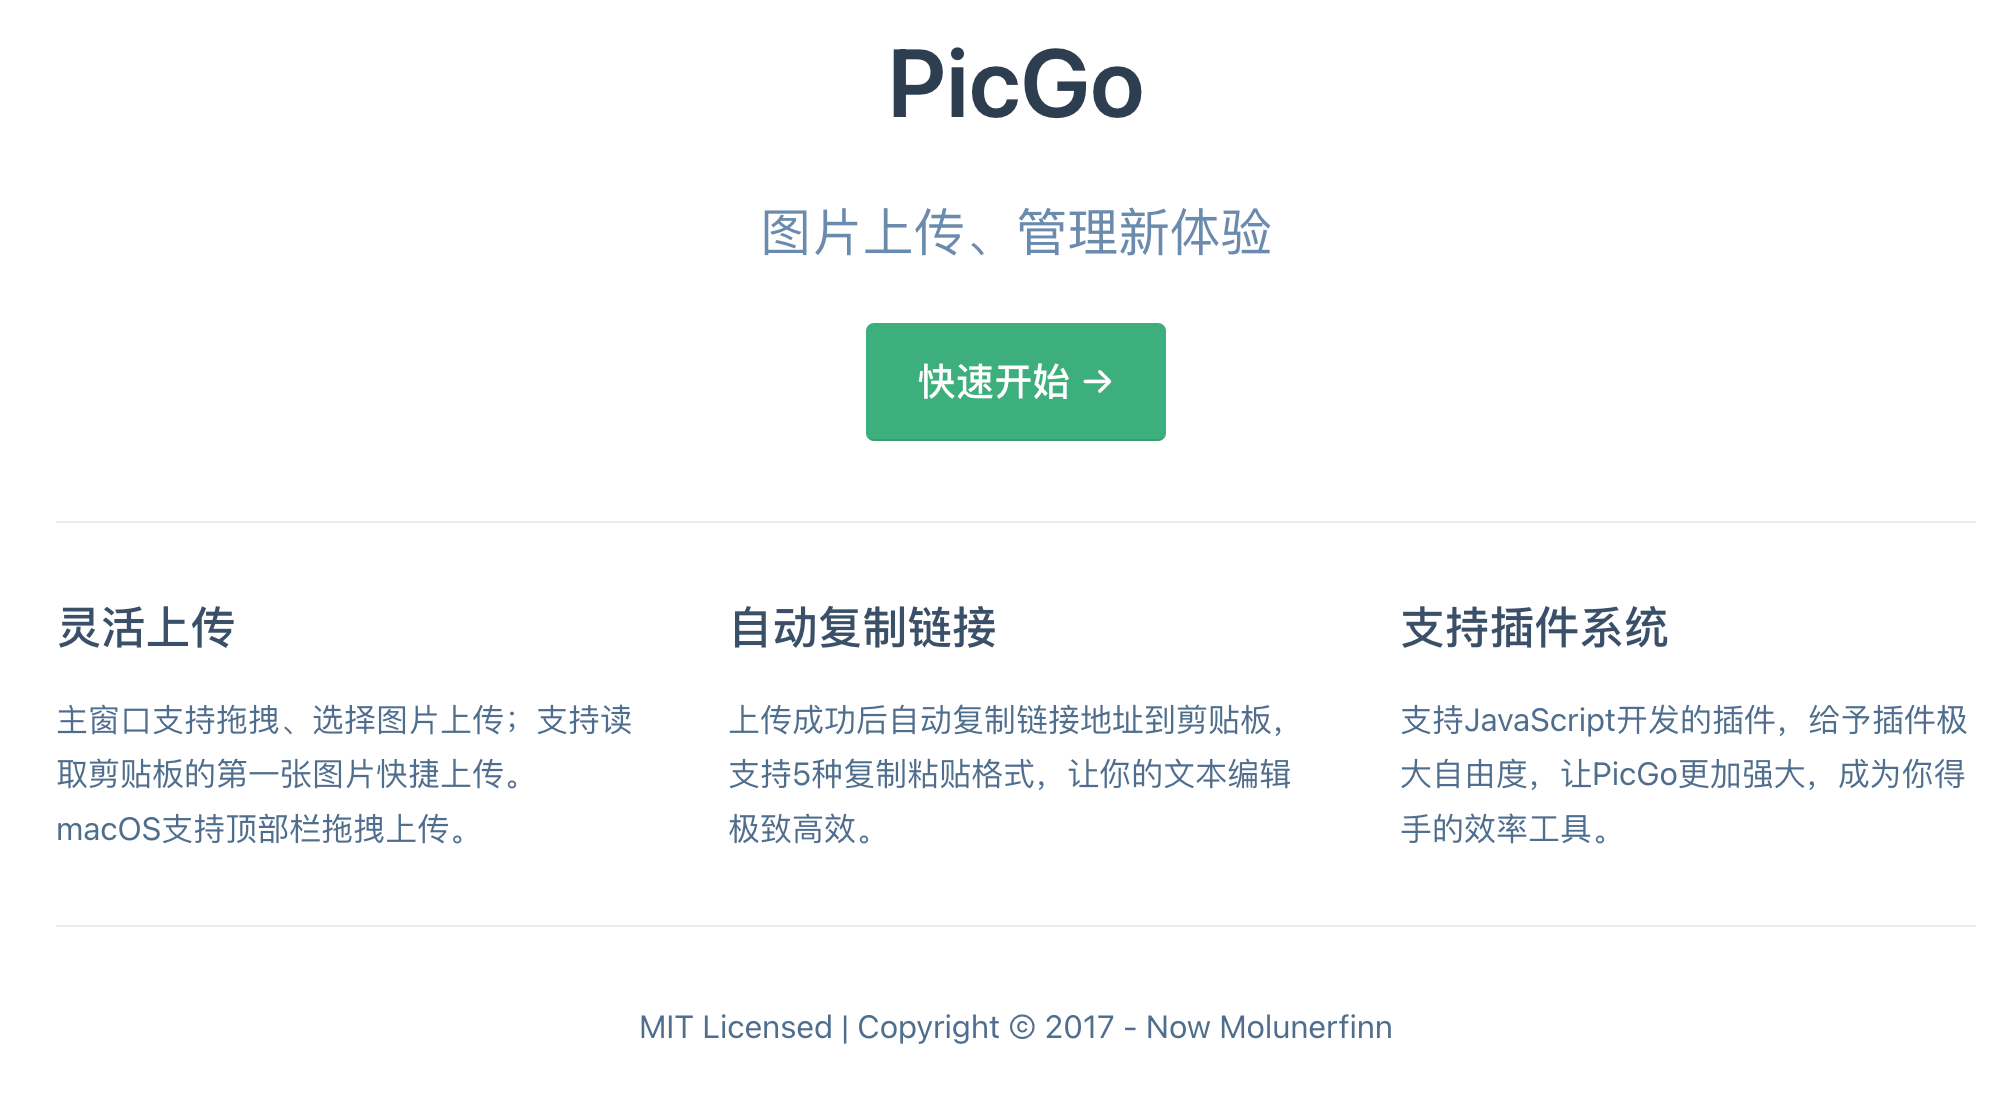 PicGo
图片上传、管理新体验
快速开始 →
灵活上传
主窗口支持拖拽、选择图片上传；支持读
取剪贴板的第一张图片快捷上传。
macOS支持顶部栏拖拽上传。
自动复制链接
上传成功后自动复制链接地址到剪贴板，
支持5种复制粘贴格式，让你的文本编辑
极致高效。
支持插件系统
支持JavaScript开发的插件，给予插件极
大自由度，让PicGo更加强大，成为你得
手的效率工具。
MIT Licensed | Copyright © 2017 - Now Molunerfinn